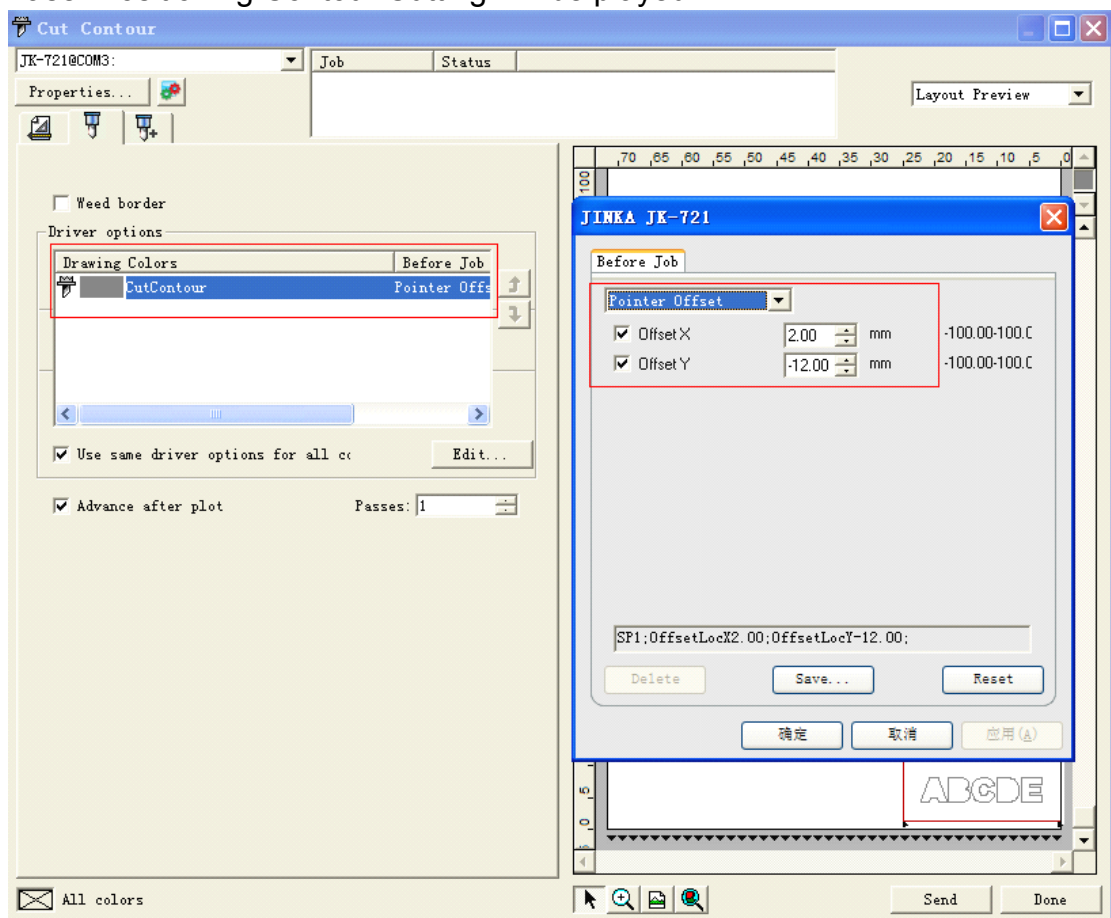 Cut Contour
JK-721@COM3:
Job Status
Properties...
Layout Preview
,70 ,65 ,60 ,55 ,50 ,45 ,40 ,35 ,30 ,25 ,20 ,15 ,10 ,5 ,0
100
Weed border
Driver options
Drawing Colors Before Job
CutContour Pointer Offs
Use same driver options for all co
Edit...
Advance after plot
Passes: 1
JINKA JK-721
Before Job
Pointer Offset
Offset X 2.00 mm -100.00-100.0
Offset Y -12.00 mm -100.00-100.0
SP1;OffsetLocX2.00;OffsetLocY-12.00;
Delete Save... Reset
确定 取消 应用(A)
5
0
ABCDE
All colors
Send Done